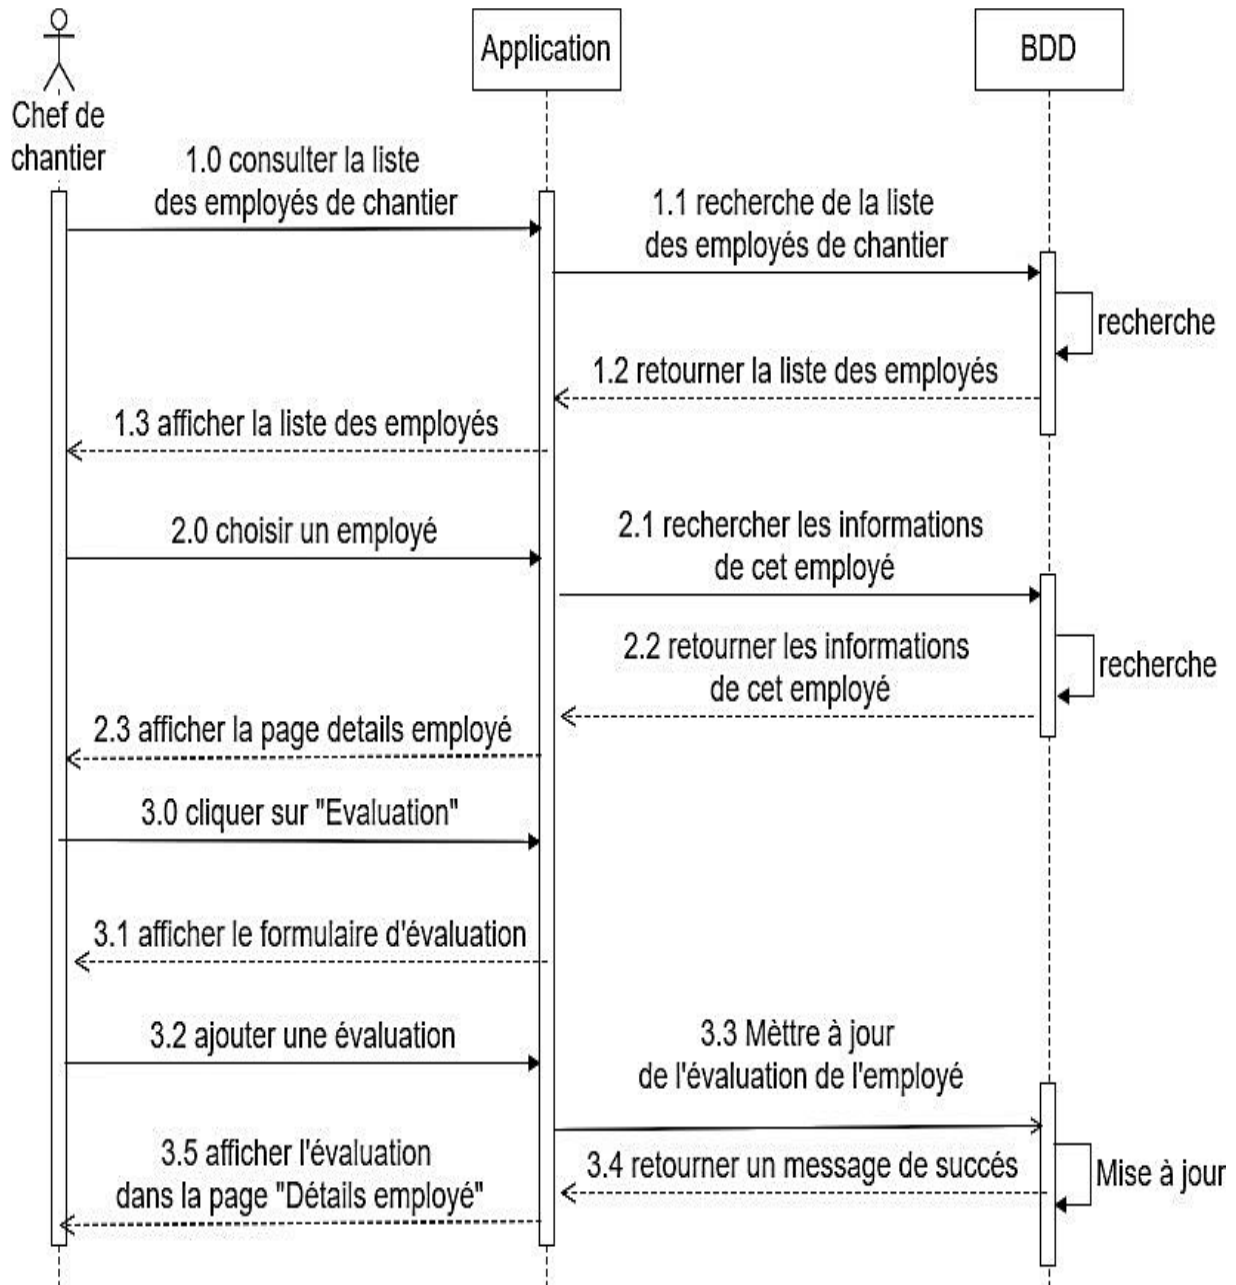 Application
BDD
Chef de
chantier
1.0 consulter la liste
des employés de chantier
1.1 recherche de la liste
des employés de chantier
recherche
1.2 retourner la liste des employés
1.3 afficher la liste des employés
2.0 choisir un employé
2.1 rechercher les informations
de cet employé
2.2 retourner les informations
de cet employé
recherche
2.3 afficher la page details employé
3.0 cliquer sur "Evaluation"
3.1 afficher le formulaire d'évaluation
3.2 ajouter une évaluation
3.3 Mèttre à jour
de l'évaluation de l'employé
3.4 retourner un message de succés
Mise à jour
3.5 afficher l'évaluation
dans la page "Détails employé"